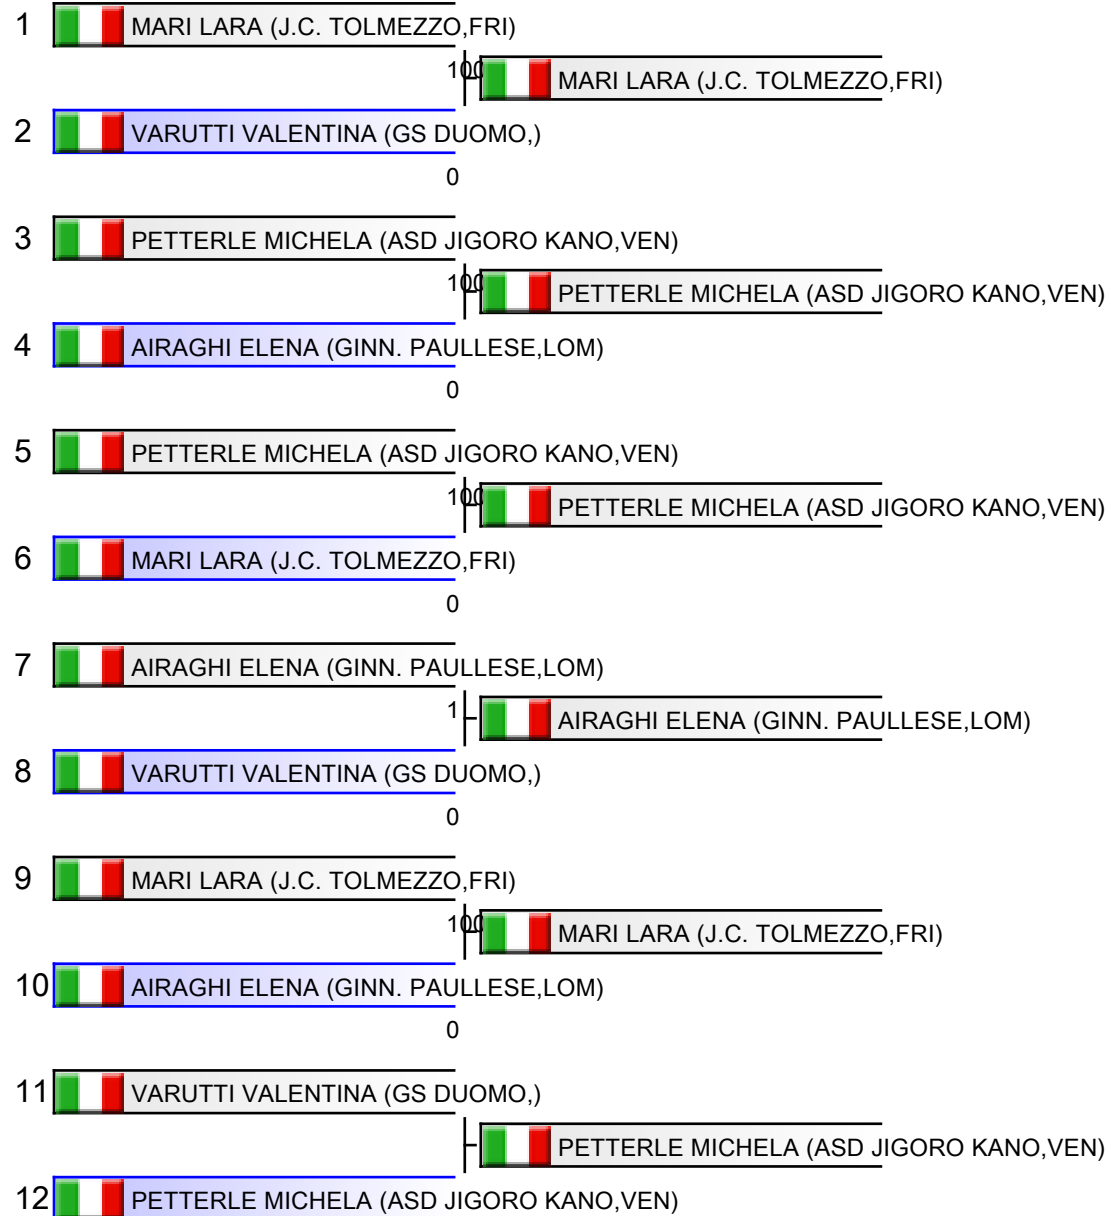 1 MARI LARA (J.C. TOLMEZZO,FRI)
100 MARI LARA (J.C. TOLMEZZO,FRI)
2 VARUTTI VALENTINA (GS DUOMO,)
0
3 PETTERLE MICHELA (ASD JIGORO KANO,VEN)
100 PETTERLE MICHELA (ASD JIGORO KANO,VEN)
4 AIRAGHI ELENA (GINN. PAULLESE,LOM)
0
5 PETTERLE MICHELA (ASD JIGORO KANO,VEN)
100 PETTERLE MICHELA (ASD JIGORO KANO,VEN)
6 MARI LARA (J.C. TOLMEZZO,FRI)
0
7 AIRAGHI ELENA (GINN. PAULLESE,LOM)
1 AIRAGHI ELENA (GINN. PAULLESE,LOM)
8 VARUTTI VALENTINA (GS DUOMO,)
0
9 MARI LARA (J.C. TOLMEZZO,FRI)
100 MARI LARA (J.C. TOLMEZZO,FRI)
10 AIRAGHI ELENA (GINN. PAULLESE,LOM)
0
11 VARUTTI VALENTINA (GS DUOMO,)
PETTERLE MICHELA (ASD JIGORO KANO,VEN)
12 PETTERLE MICHELA (ASD JIGORO KANO,VEN)